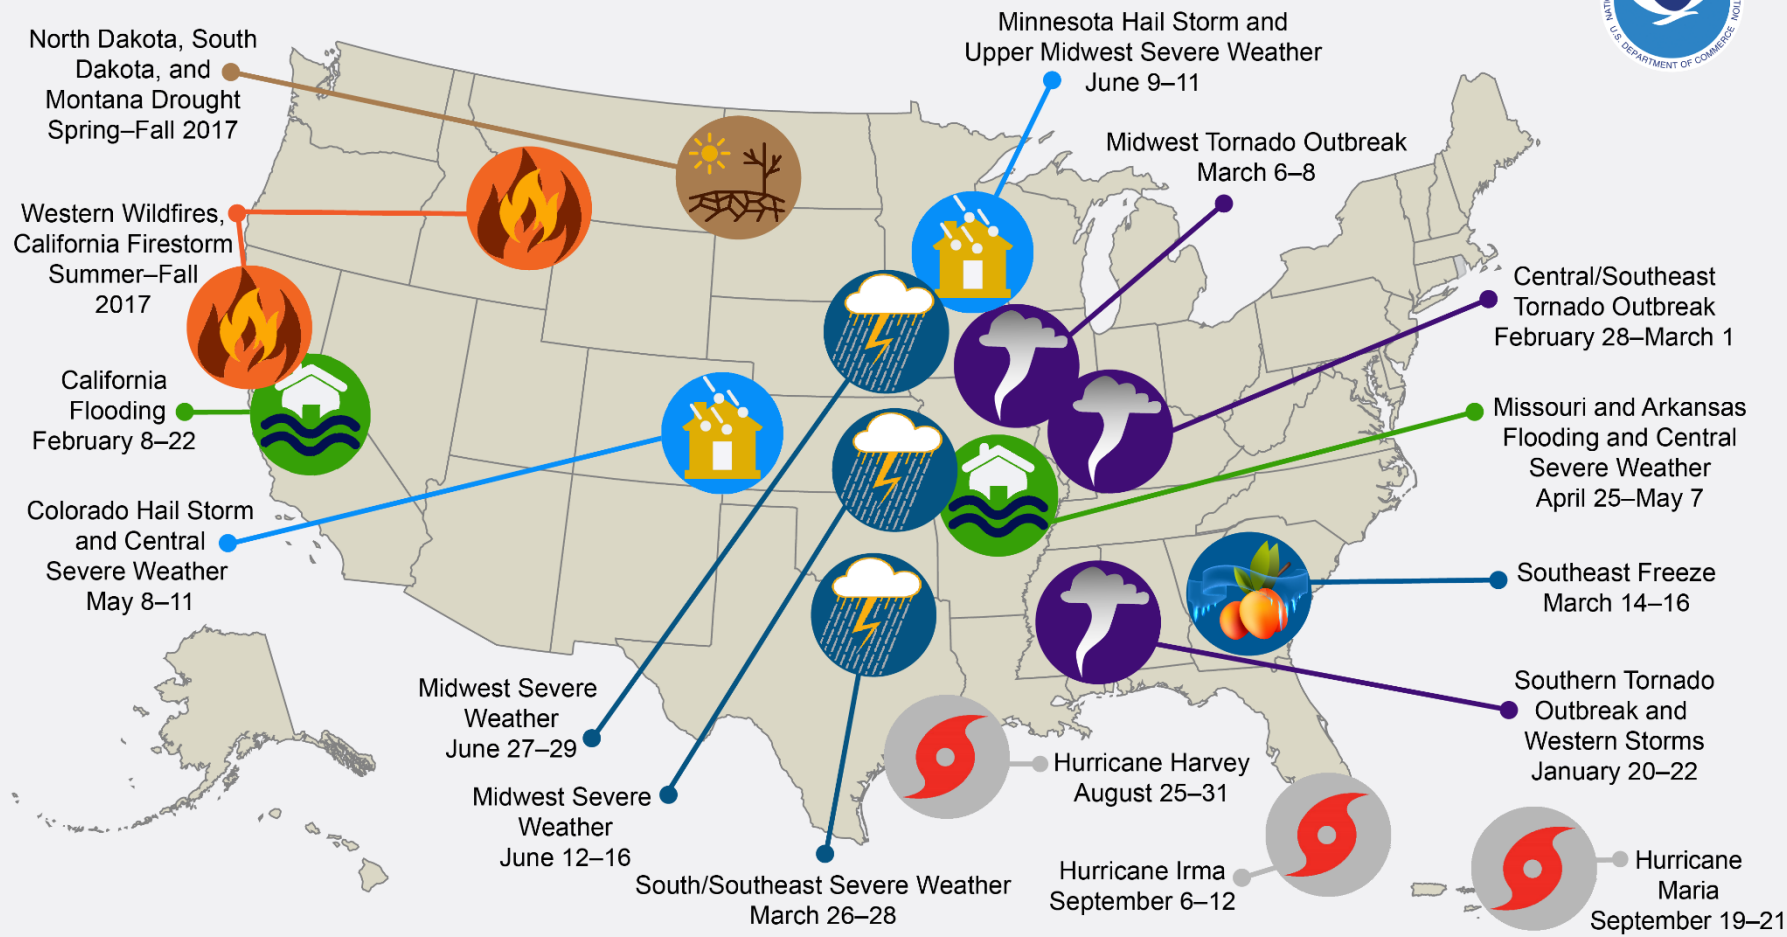 North Dakota, South
Dakota, and
Montana Drought
Spring–Fall 2017
Minnesota Hail Storm and
Upper Midwest Severe Weather
June 9–11
U.S. DEPARTMENT OF COMMERCE
Midwest Tornado Outbreak
March 6–8
Western Wildfires,
California Firestorm
Summer–Fall
2017
Central/Southeast
Tornado Outbreak
February 28–March 1
California
Flooding
February 8–22
Missouri and Arkansas
Flooding and Central
Severe Weather
April 25–May 7
Colorado Hail Storm
and Central
Severe Weather
May 8–11
Southeast Freeze
March 14–16
Midwest Severe
Weather
June 27–29
Southern Tornado
Outbreak and
Western Storms
January 20–22
Midwest Severe
Weather
June 12–16
Hurricane Harvey
August 25–31
South/Southeast Severe Weather
March 26–28
Hurricane Irma
September 6–12
Hurricane
Maria
September 19–21